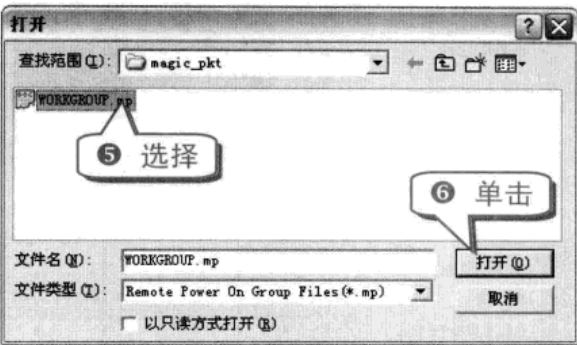 打开
查找范围(I): magic_pkt
WORKGROUP.mp
❺ 选择
❻ 单击
文件名(N): WORKGROUP.mp 打开(O)
文件类型(T): Remote Power On Group Files(*.mp) 取消
以只读方式打开(R)